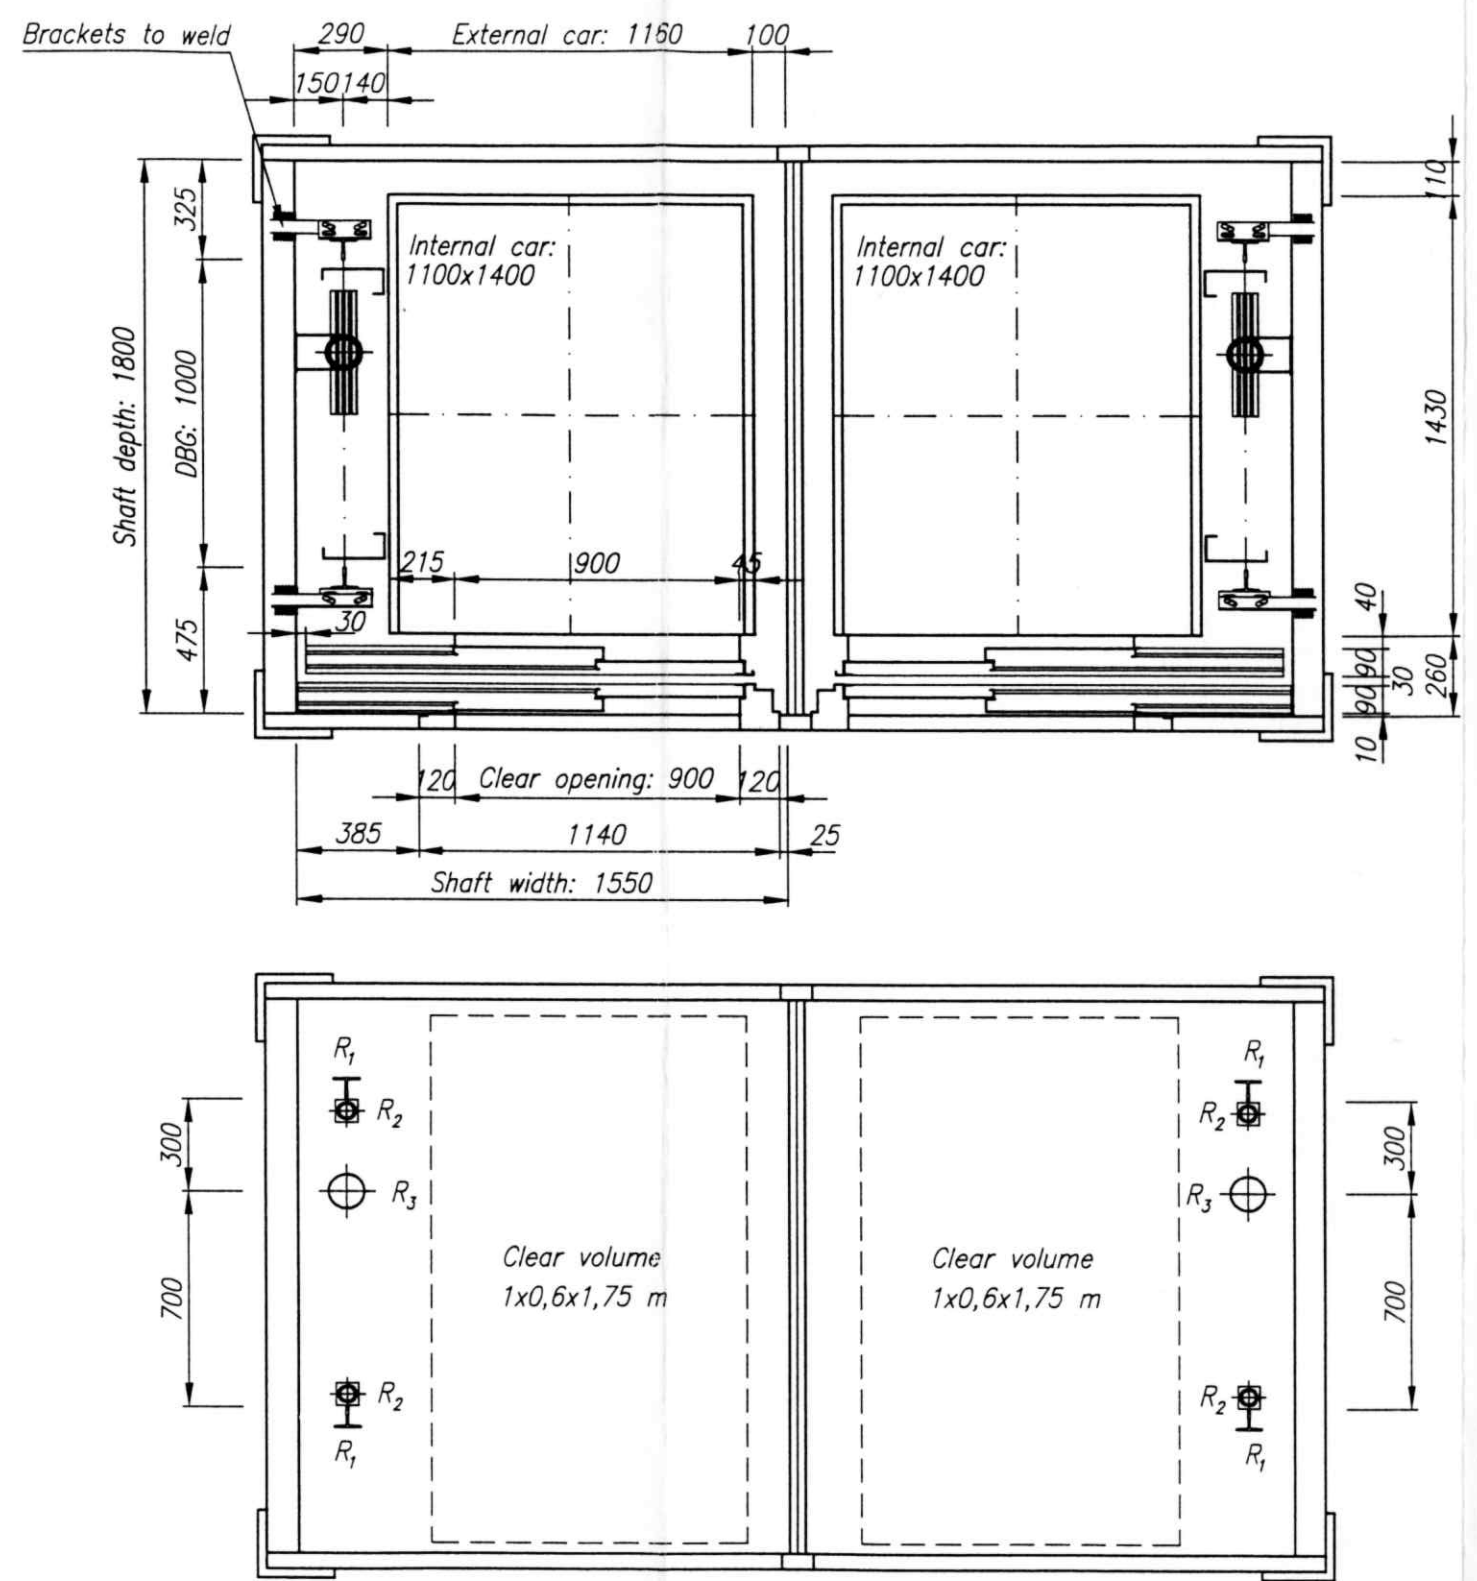 Brackets to weld
290
External car: 1160
100
150
140
325
DBG: 1000
475
Shaft depth: 1800
Internal car:
1100x1400
Internal car:
1100x1400
110
1430
215
900
45
30
40
90
30
90
260
10
120
Clear opening: 900
120
385
1140
25
Shaft width: 1550
R₁
R₂
R₃
R₂
R₁
300
700
Clear volume
1x0,6x1,75 m
Clear volume
1x0,6x1,75 m
R₁
R₂
R₃
R₂
R₁
300
700